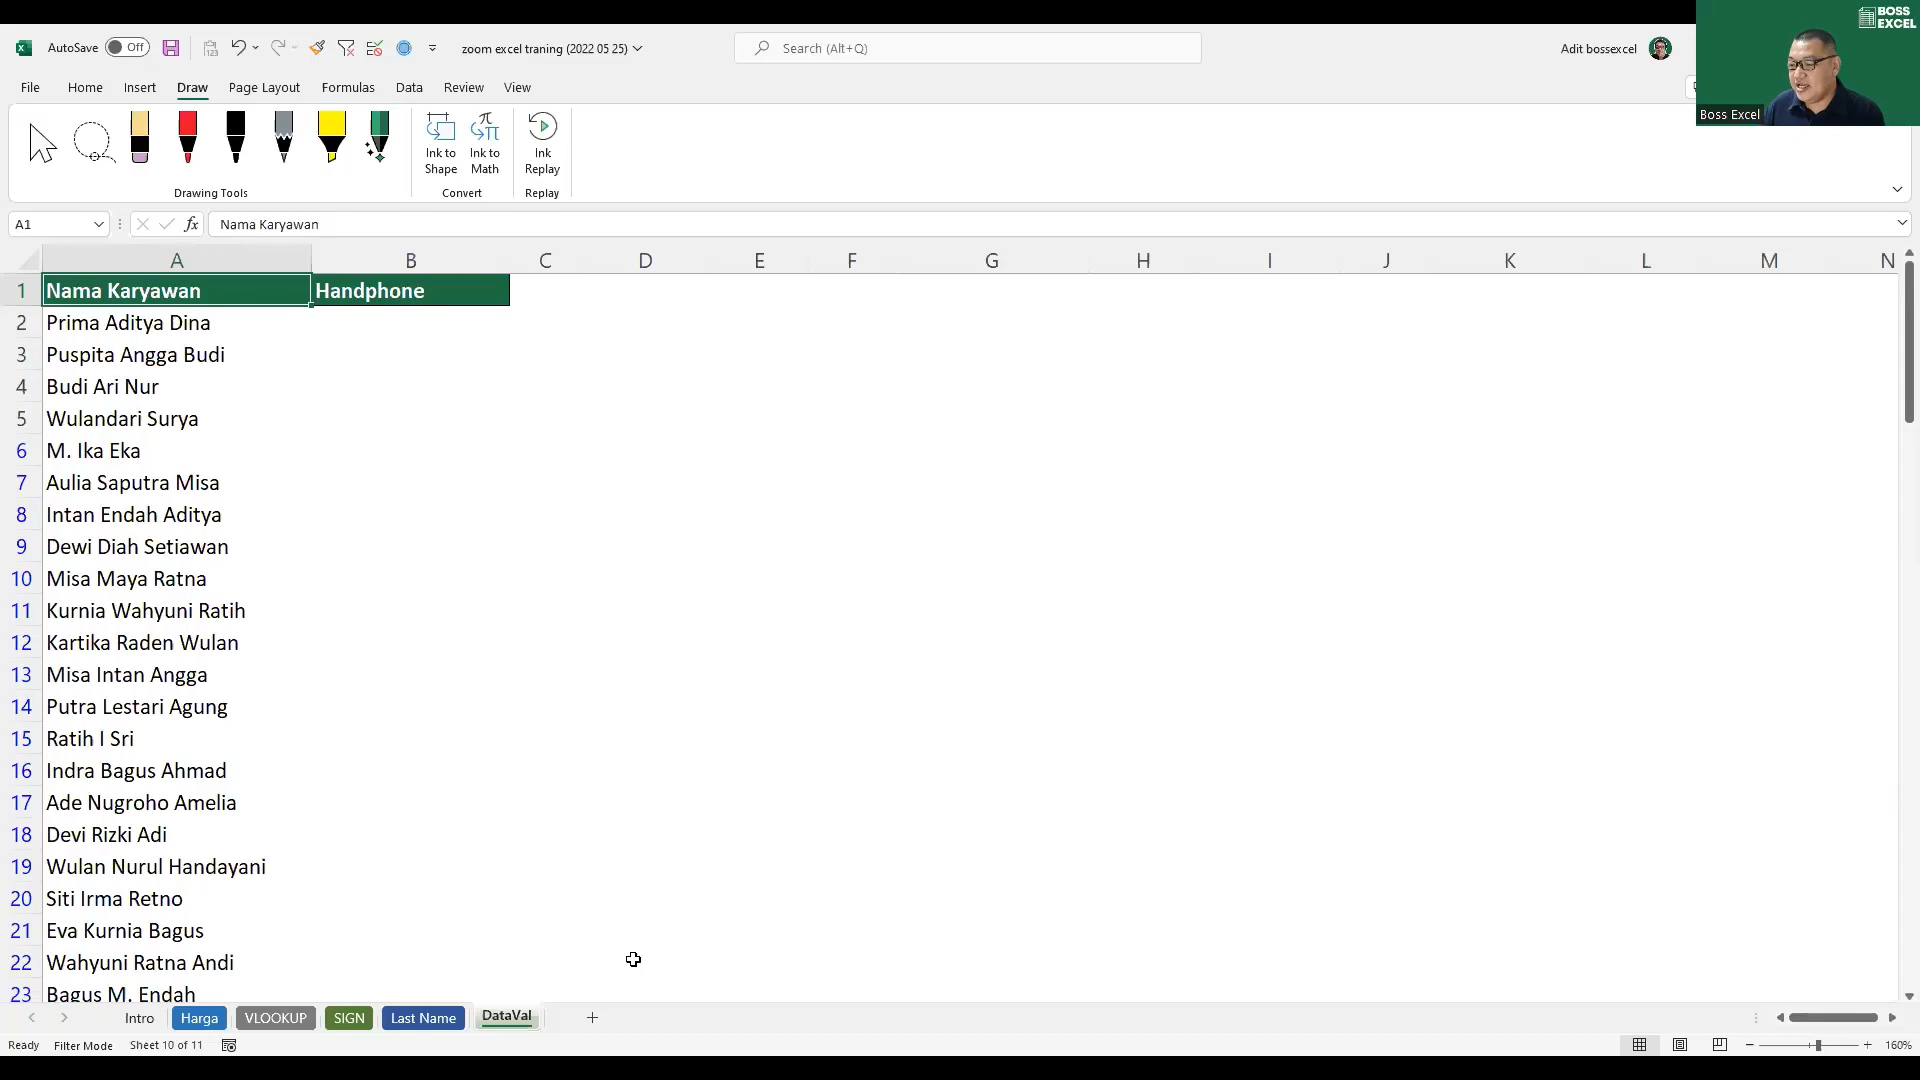 BOSS
EXCEL
AutoSave Off zoom excel traning (2022 05 25) Search (Alt+Q) Adit bossexcel
File Home Insert Draw Page Layout Formulas Data Review View
Boss Excel
Ink to Shape Ink to Math Ink Replay
Drawing Tools Convert Replay
A1 fx Nama Karyawan
A B C D E F G H I J K L M N
1 Nama Karyawan Handphone
2 Prima Aditya Dina
3 Puspita Angga Budi
4 Budi Ari Nur
5 Wulandari Surya
6 M. Ika Eka
7 Aulia Saputra Misa
8 Intan Endah Aditya
9 Dewi Diah Setiawan
10 Misa Maya Ratna
11 Kurnia Wahyuni Ratih
12 Kartika Raden Wulan
13 Misa Intan Angga
14 Putra Lestari Agung
15 Ratih I Sri
16 Indra Bagus Ahmad
17 Ade Nugroho Amelia
18 Devi Rizki Adi
19 Wulan Nurul Handayani
20 Siti Irma Retno
21 Eva Kurnia Bagus
22 Wahyuni Ratna Andi
23 Bagus M. Endah
Intro Harga VLOOKUP SIGN Last Name DataVal
Ready Filter Mode Sheet 10 of 11 160%